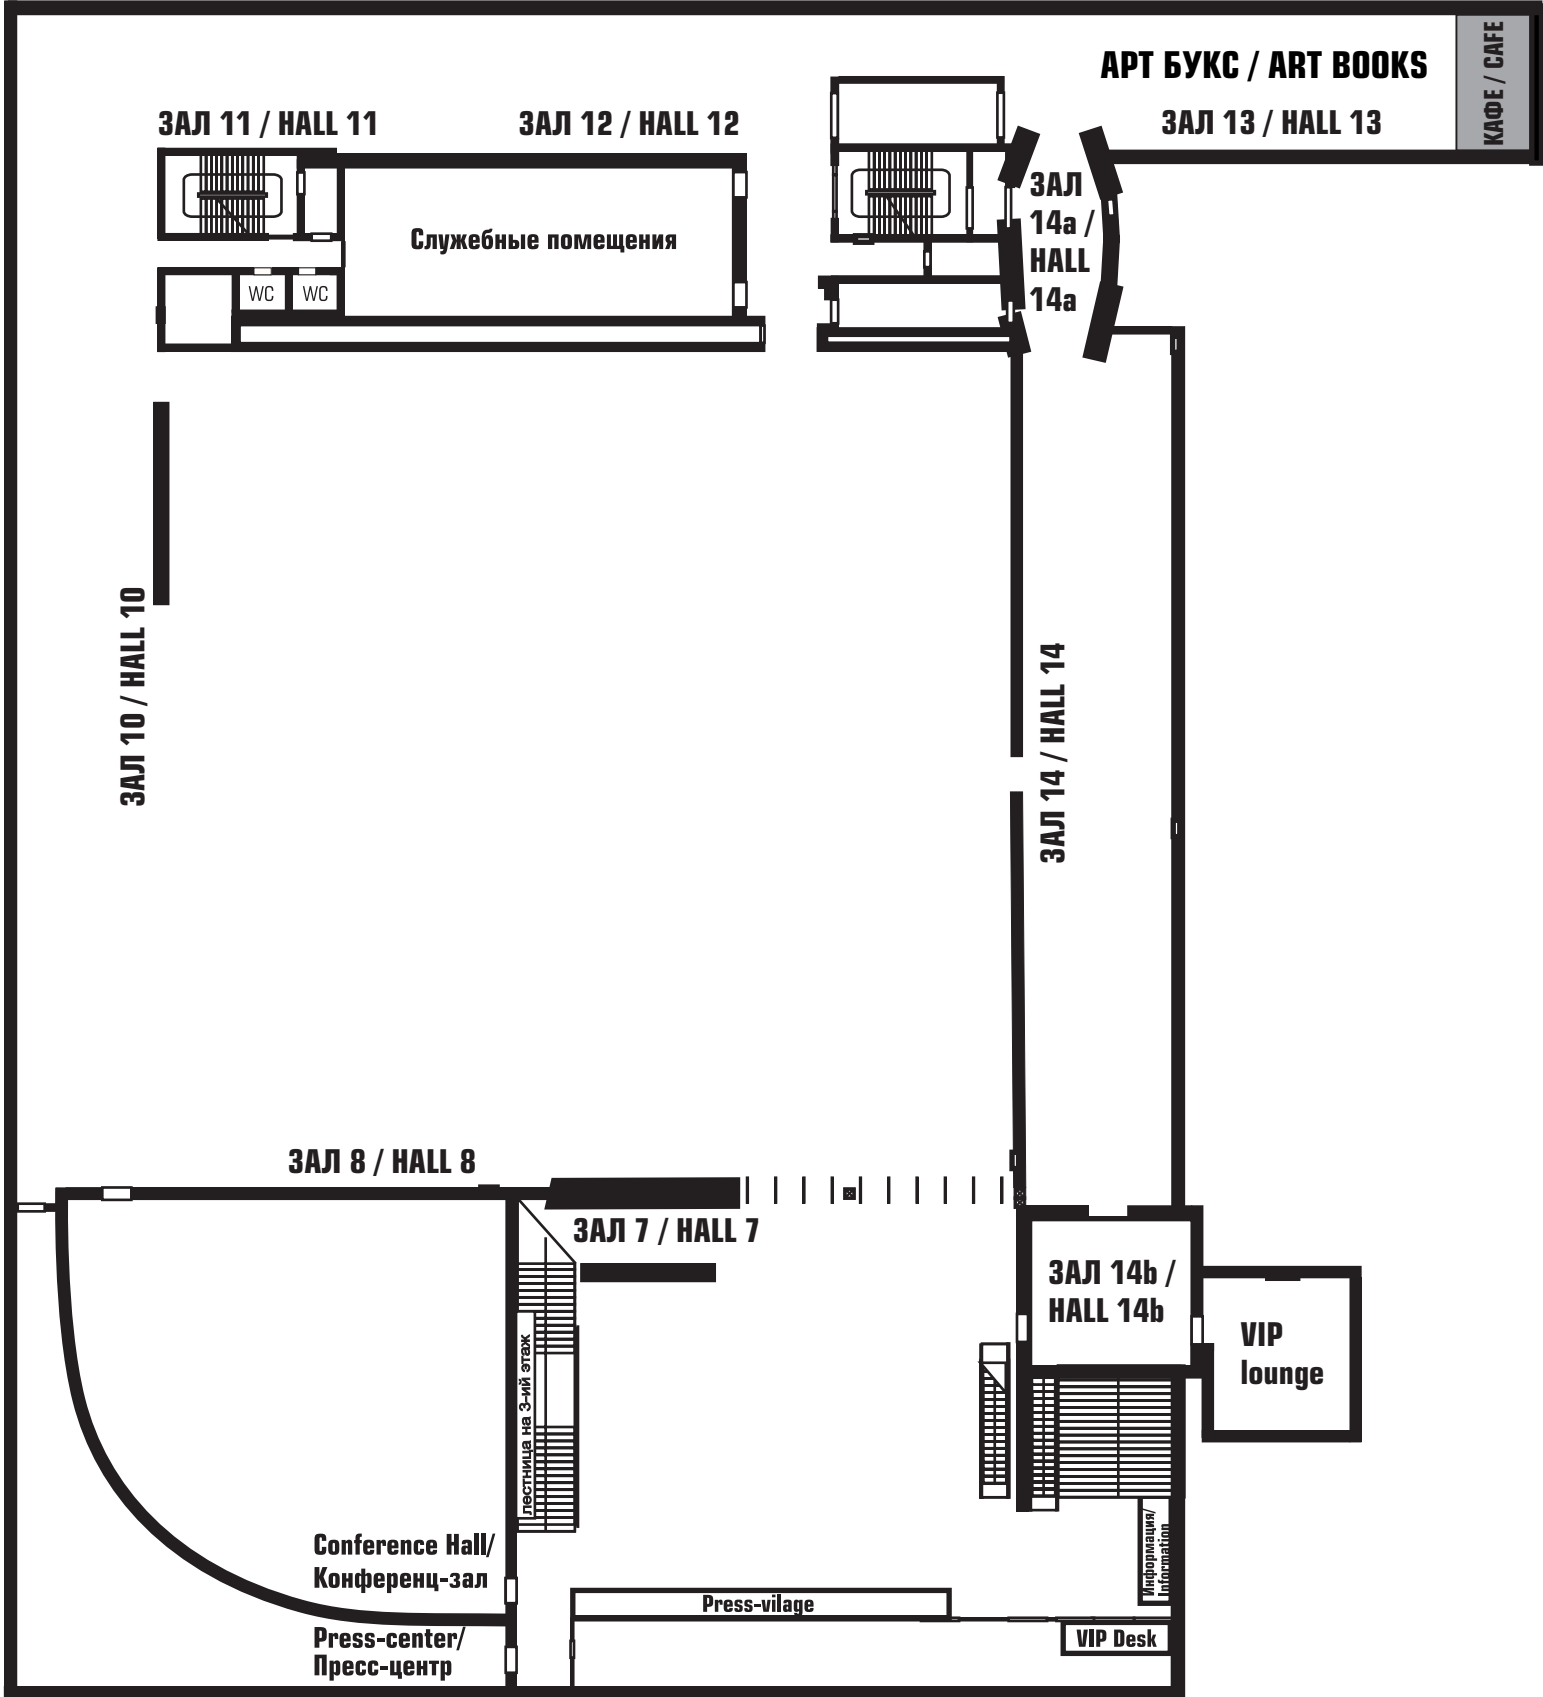 АРТ БУКС / ART BOOKS
КАФЕ / CAFE
ЗАЛ 11 / HALL 11
ЗАЛ 12 / HALL 12
ЗАЛ 13 / HALL 13
ЗАЛ
14a /
HALL
14a
Служебные помещения
WC
WC
ЗАЛ 10 / HALL 10
ЗАЛ 14 / HALL 14
ЗАЛ 8 / HALL 8
ЗАЛ 7 / HALL 7
ЗАЛ 14b /
HALL 14b
VIP
lounge
лестница на 3-ий этаж
Conference Hall/
Конференц-зал
Информация/
Information
Press-vilage
Press-center/
Пресс-центр
VIP Desk